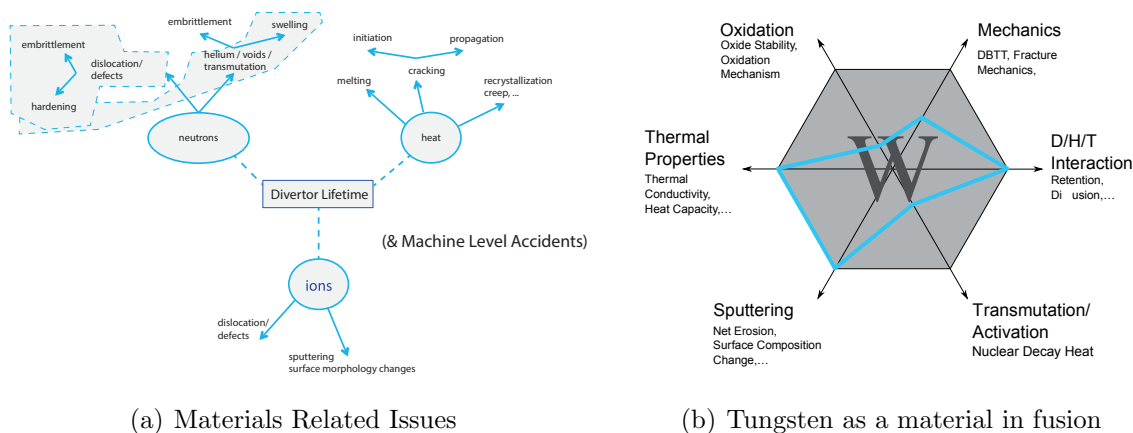 embrittlement
swelling
embrittlement
dislocation/
defects
helium / voids /
transmutation
hardening
neutrons
initiation
propagation
melting
cracking
recrystallization
creep, ...
heat
Divertor Lifetime
(& Machine Level Accidents)
ions
dislocation/
defects
sputtering
surface morphology changes
(a) Materials Related Issues
Oxidation
Oxide Stability,
Oxidation
Mechanism
Mechanics
DBTT, Fracture
Mechanics,
Thermal
Properties
Thermal
Conductivity,
Heat Capacity,...
W
D/H/T
Interaction
Retention,
Di usion,...
Sputtering
Net Erosion,
Surface Composition
Change,...
Transmutation/
Activation
Nuclear Decay Heat
(b) Tungsten as a material in fusion